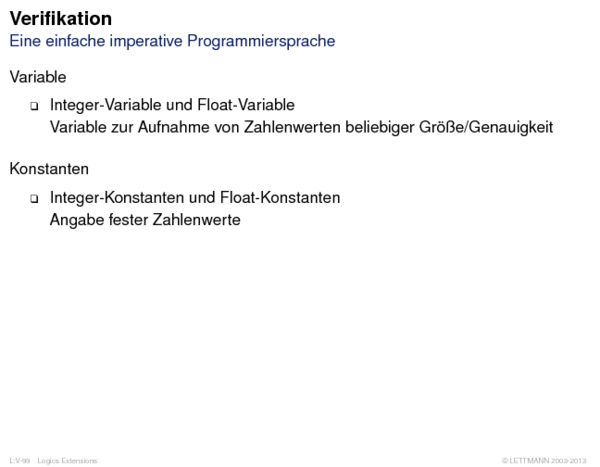 Verifikation
Eine einfache imperative Programmiersprache
Variable
❑ Integer-Variable und Float-Variable
Variable zur Aufnahme von Zahlenwerten beliebiger Größe/Genauigkeit
Konstanten
❑ Integer-Konstanten und Float-Konstanten
Angabe fester Zahlenwerte
L:V-99 Logics Extensions © LETTMANN 2003-2013